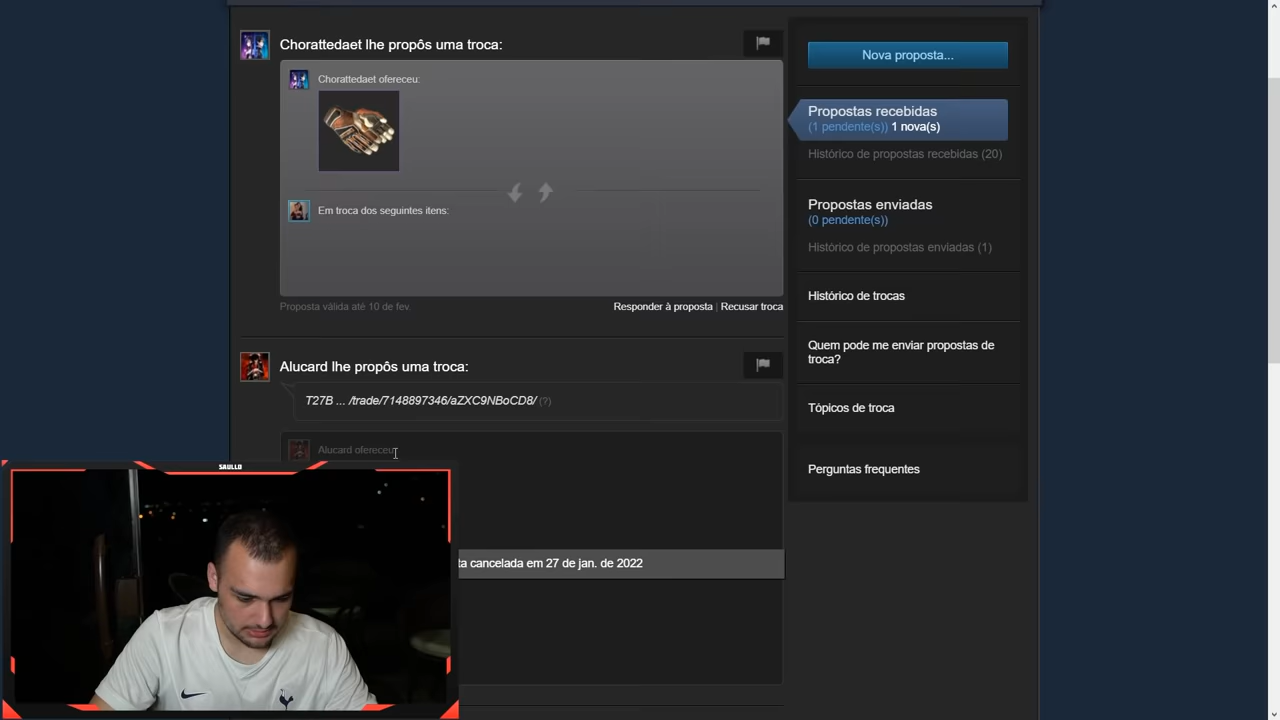 Chorattedaet lhe propôs uma troca:
Chorattedaet ofereceu:
Em troca dos seguintes itens:
Proposta válida até 10 de fev.
Responder à proposta | Recusar troca
Alucard lhe propôs uma troca:
T27B ... /trade/7148897346/aZXC9NBoCD8/ (?)
Alucard ofereceu:
ta cancelada em 27 de jan. de 2022
SAULLO
Nova proposta...
Propostas recebidas
(1 pendente(s)) 1 nova(s)
Histórico de propostas recebidas (20)
Propostas enviadas
(0 pendente(s))
Histórico de propostas enviadas (1)
Histórico de trocas
Quem pode me enviar propostas de
troca?
Tópicos de troca
Perguntas frequentes